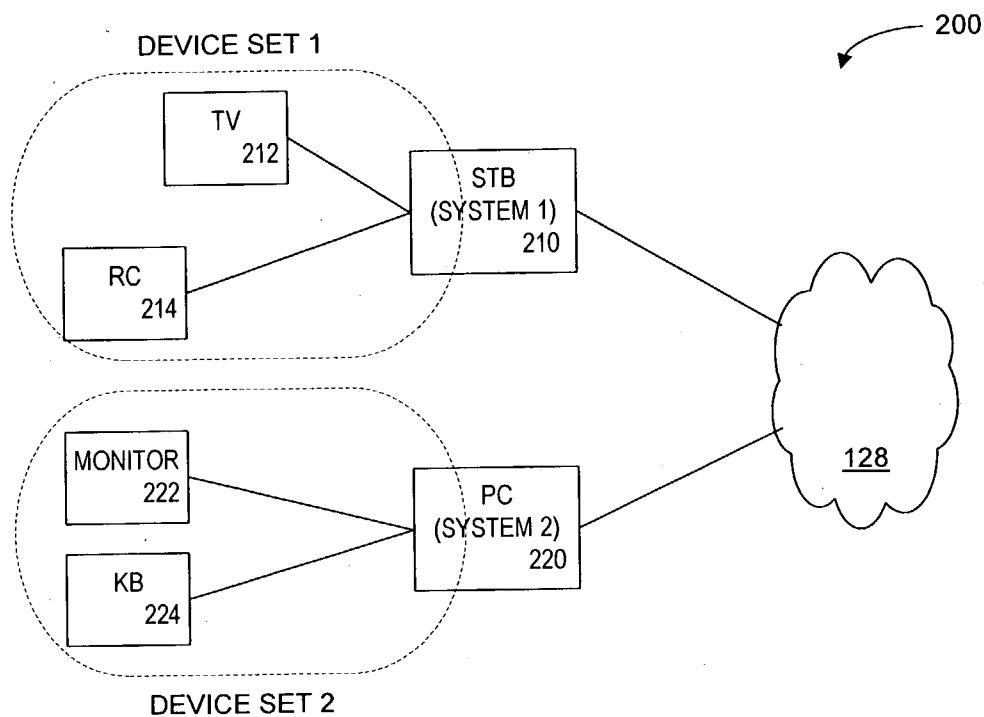 200
DEVICE SET 1
TV
212
STB
(SYSTEM 1)
210
RC
214
128
MONITOR
222
PC
(SYSTEM 2)
220
KB
224
DEVICE SET 2